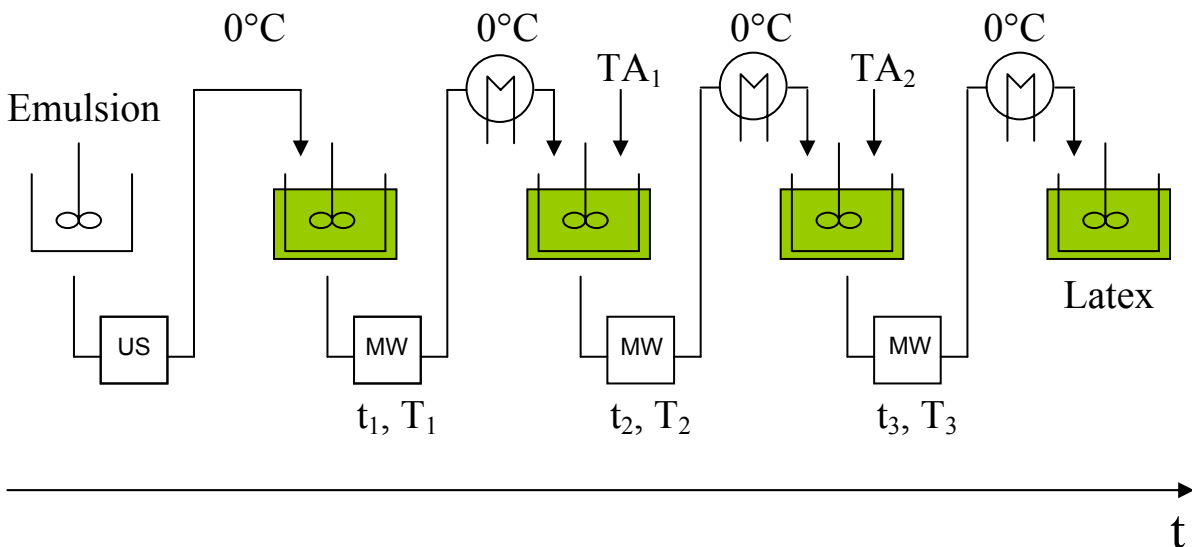 0°C
0°C
0°C
0°C
TA₁
TA₂
Emulsion
Latex
US
MW
MW
MW
t₁, T₁
t₂, T₂
t₃, T₃
t